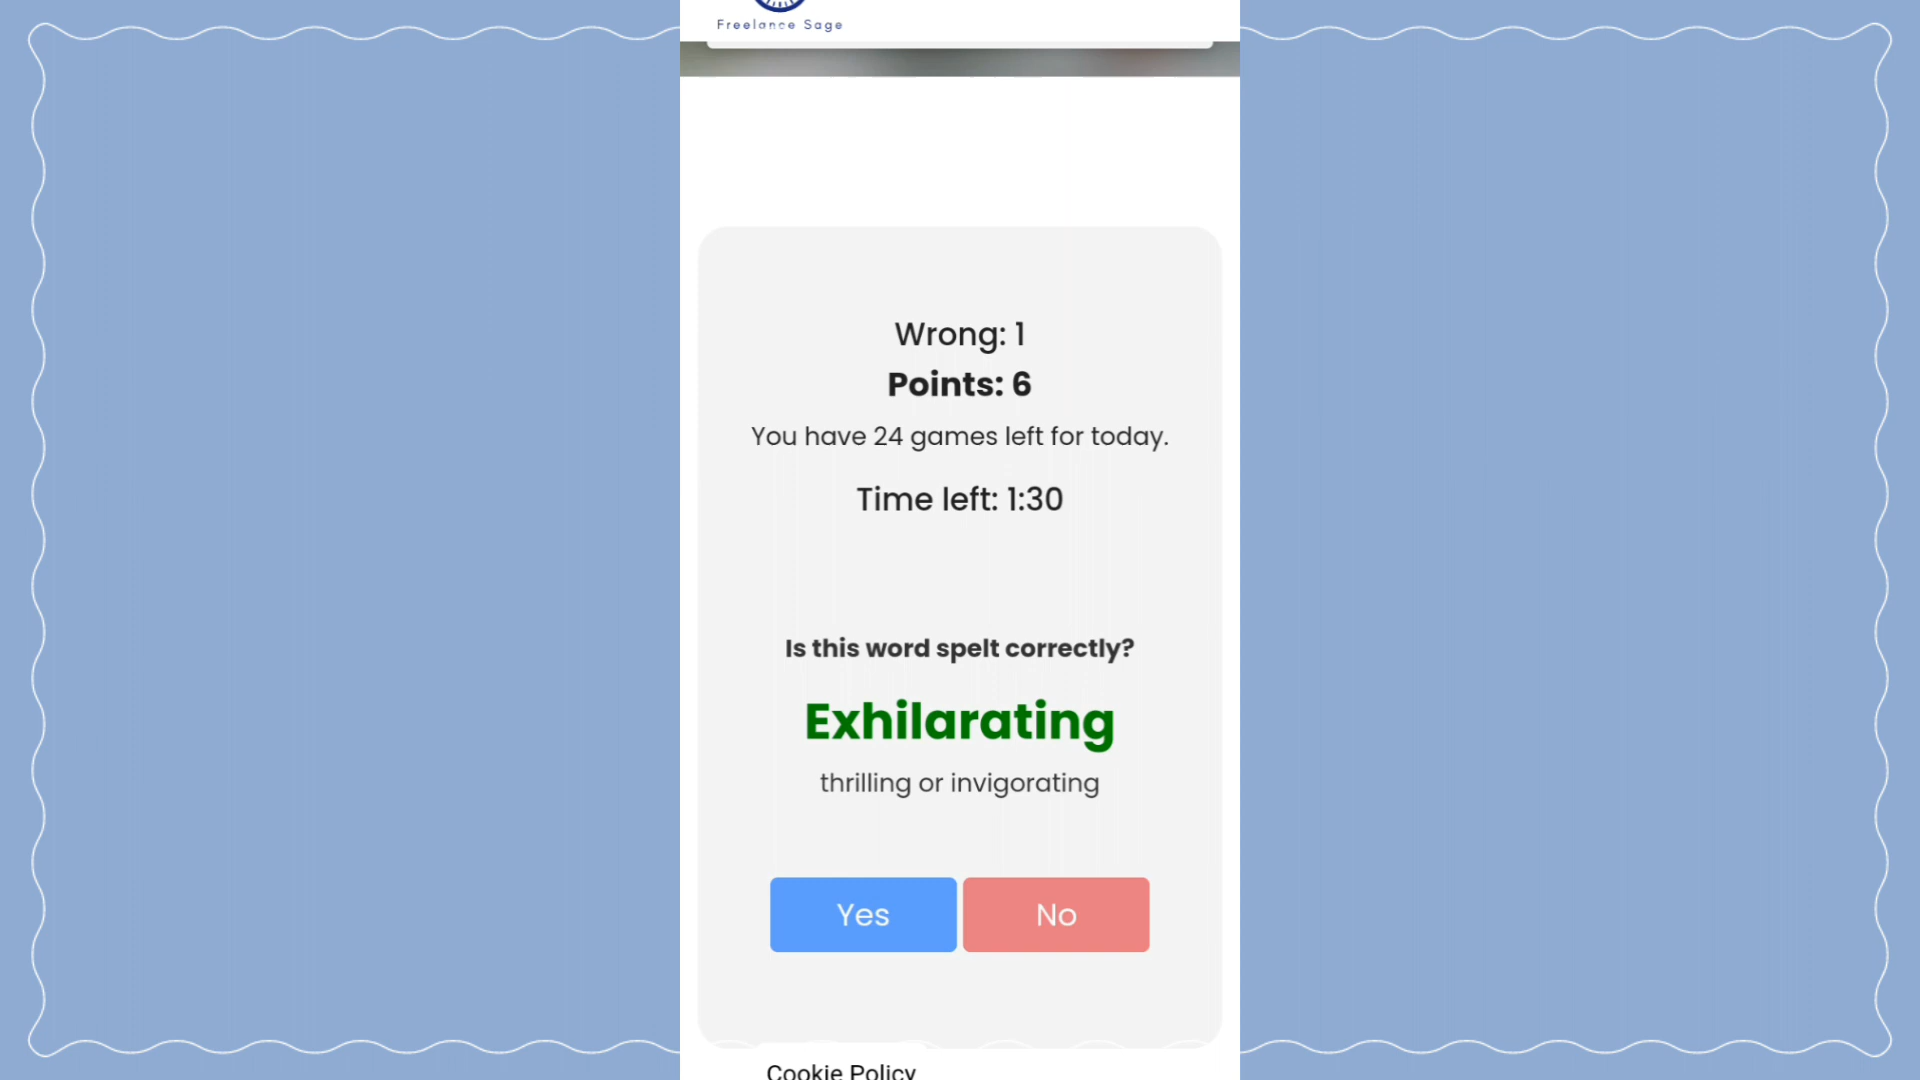 Freelance Sage
Wrong: 1
Points: 6
You have 24 games left for today.
Time left: 1:30
Is this word spelt correctly?
Exhilarating
thrilling or invigorating
Yes No
Cookie Policy